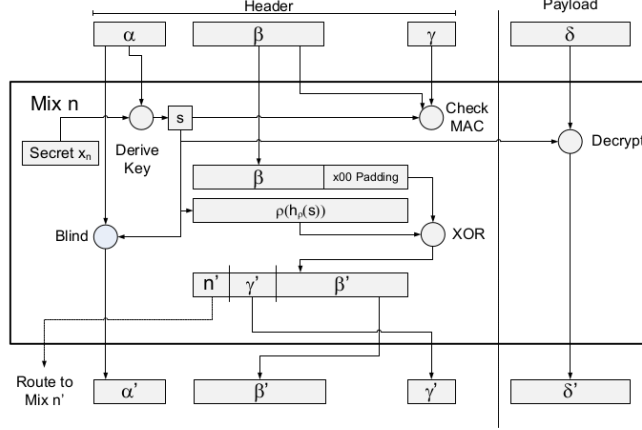 Header
Payload
α
β
γ
δ
Mix n
s
Check
MAC
Secret xₙ
Derive
Key
Decrypt
β
x00 Padding
ρ(hρ(s))
Blind
XOR
n'
γ'
β'
Route to
Mix n'
α'
β'
γ'
δ'